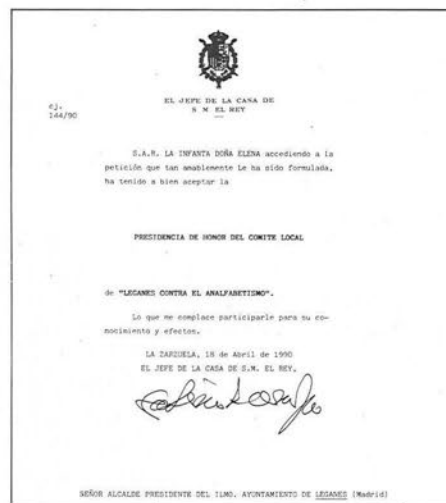 EL JEFE DE LA CASA DE
S M EL REY
ej.
144/90
S.A.R. LA INFANTA DOÑA ELENA accediendo a la
petición que tan amablemente Le ha sido formulada,
ha tenido a bien aceptar la
PRESIDENCIA DE HONOR DEL COMITE LOCAL
de "LEGANES CONTRA EL ANALFABETISMO".
Lo que me complace participarle para su co-
nocimiento y efectos.
LA ZARZUELA, 18 de Abril de 1990
EL JEFE DE LA CASA DE S.M. EL REY.
SEÑOR ALCALDE PRESIDENTE DEL ILMO. AYUNTAMIENTO DE LEGANES (Madrid)